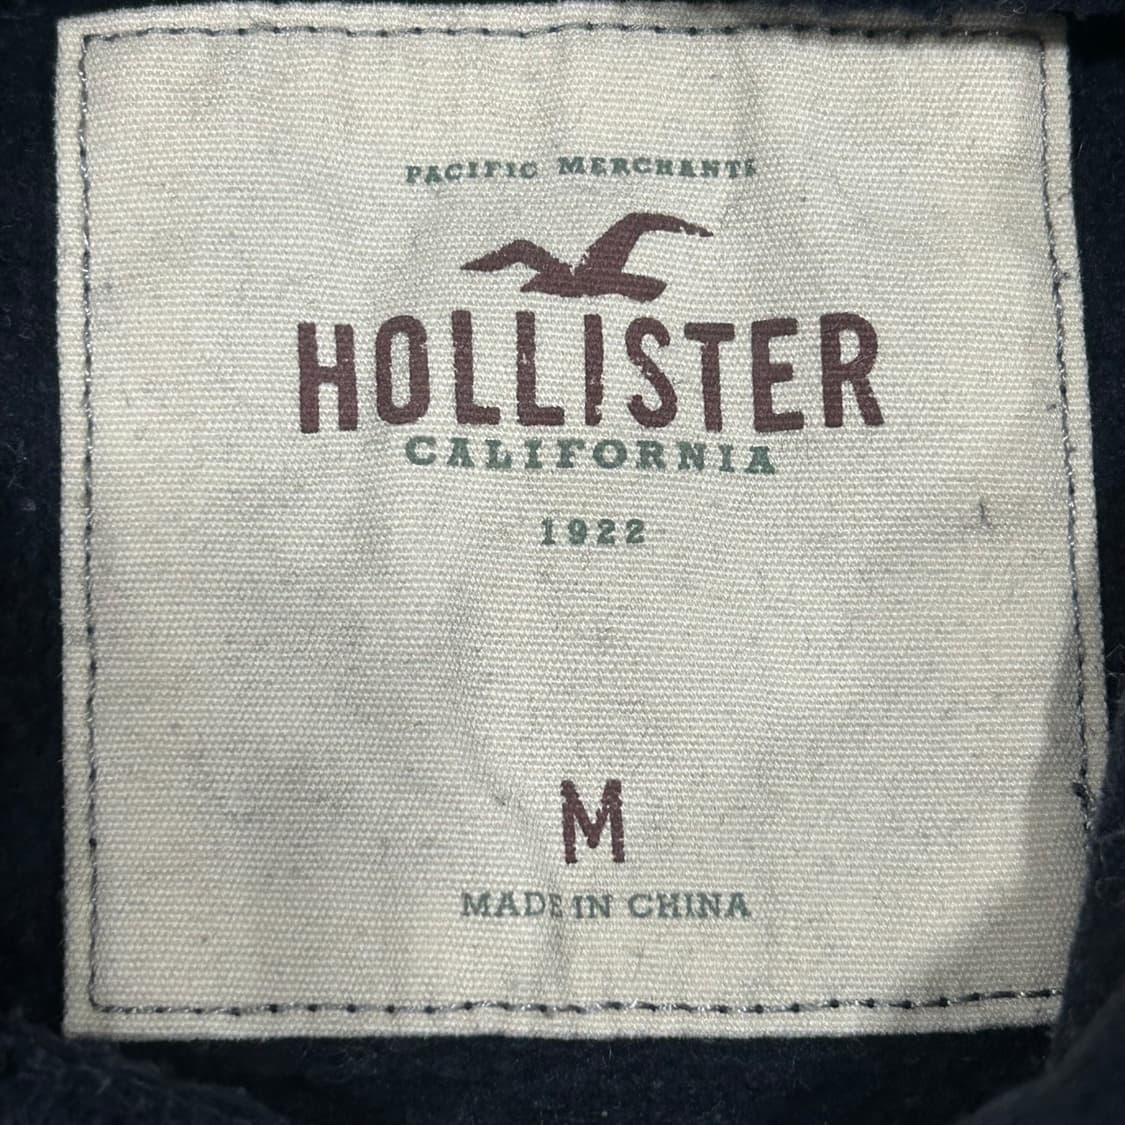 PACIFIC MERCHANTS
HOLLISTER
CALIFORNIA
1922
M
MADE IN CHINA